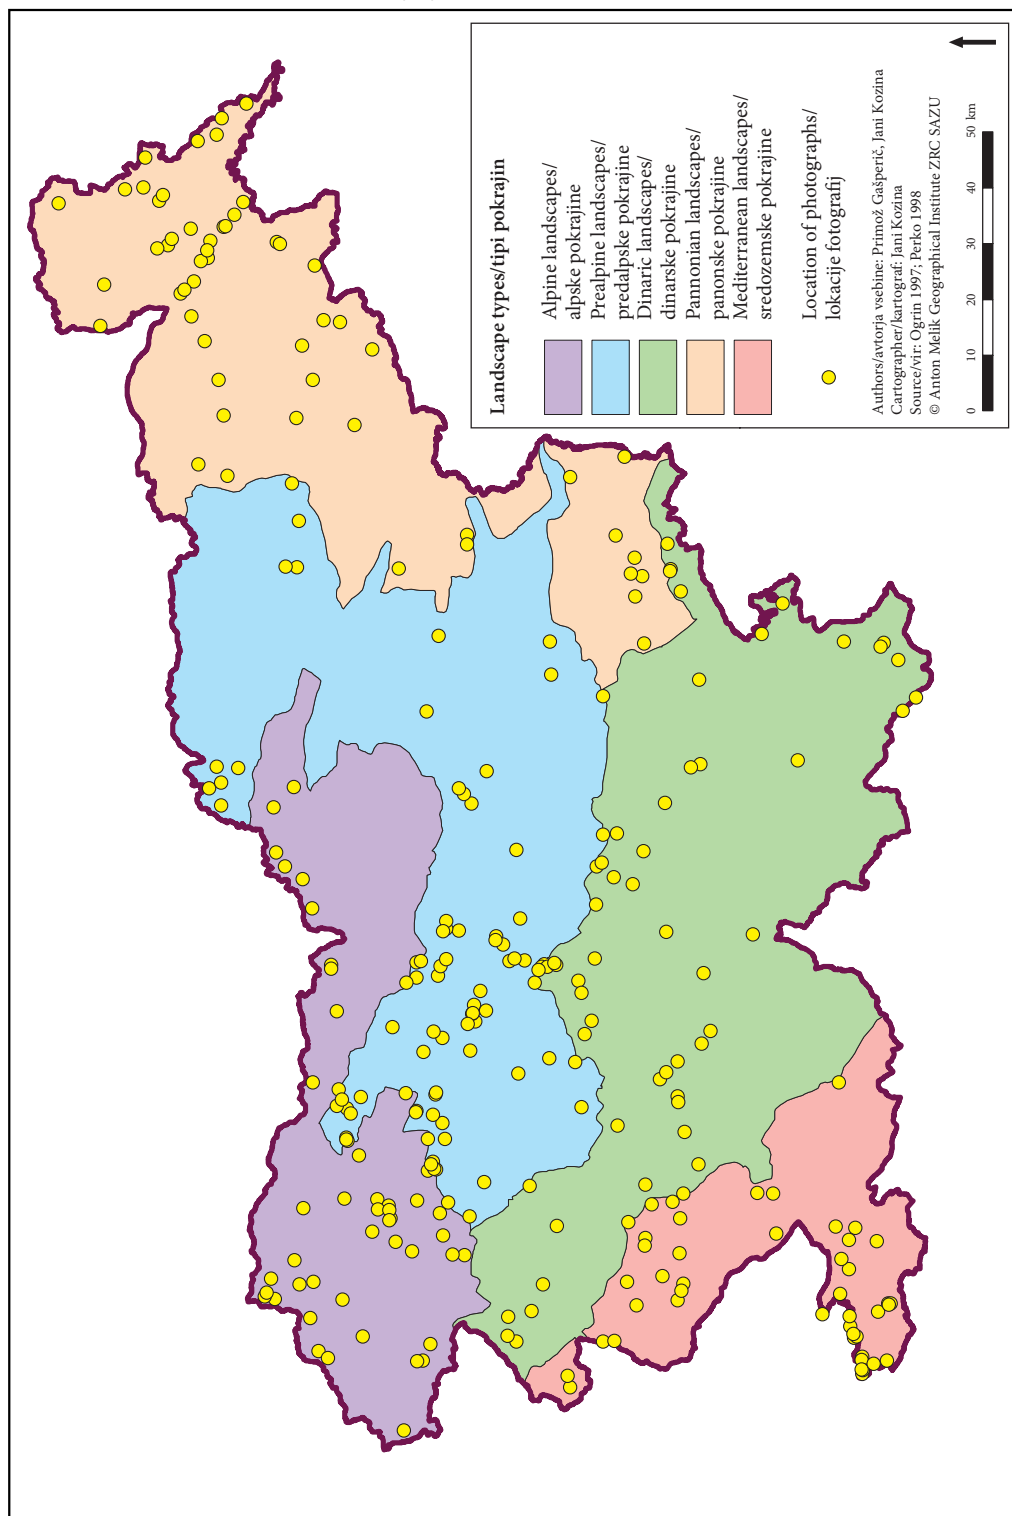 Landscape types/tipi pokrajin
Alpine landscapes/
alpske pokrajine
Prealpine landscapes/
predalpske pokrajine
Dinaric landscapes/
dinarske pokrajine
Pannonian landscapes/
panonske pokrajine
Mediterranean landscapes/
sredozemske pokrajine
Location of photographs/
lokacije fotografij
Authors/avtorja vsebine: Primož Gašperič, Jani Kozina
Cartographer/kartograf: Jani Kozina
Source/vir: Ogrin 1997; Perko 1998
© Anton Melik Geographical Institute ZRC SAZU
0 10 20 30 40 50 km